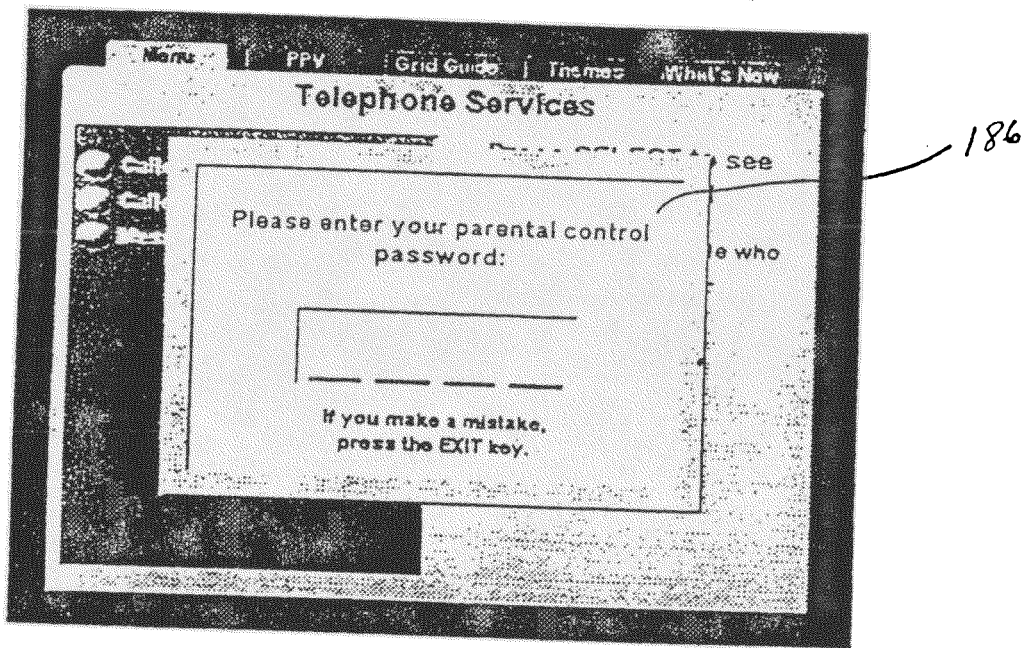 Menu | PPV | Grid Guide | Themes What's New
Telephone Services
186
see
Please enter your parental control
password:
e who
If you make a mistake,
press the EXIT key.